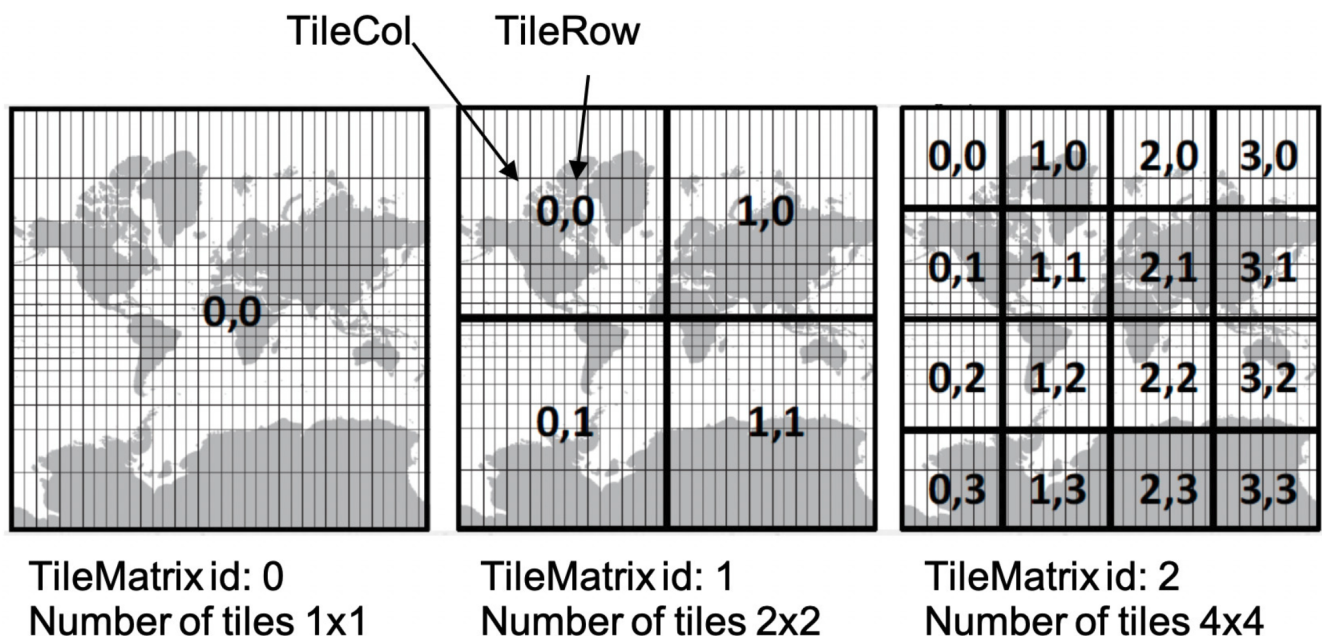 TileCol TileRow
0,0
0,0 1,0
0,1 1,1
0,0 1,0 2,0 3,0
0,1 1,1 2,1 3,1
0,2 1,2 2,2 3,2
0,3 1,3 2,3 3,3
TileMatrix id: 0
Number of tiles 1x1
TileMatrix id: 1
Number of tiles 2x2
TileMatrix id: 2
Number of tiles 4x4